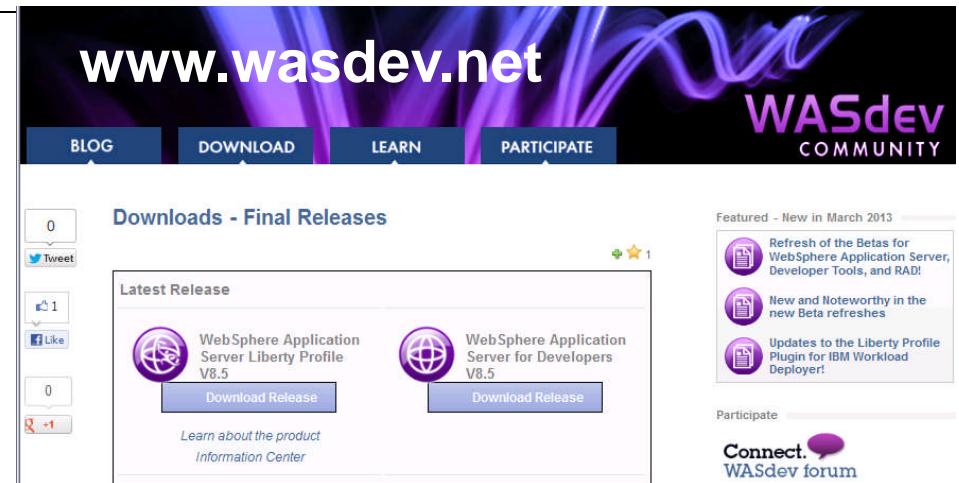 www.wasdev.net
WASdev
COMMUNITY
BLOG
DOWNLOAD
LEARN
PARTICIPATE
0
Tweet
1
Like
0
+1
Downloads - Final Releases
1
Latest Release
WebSphere Application
Server Liberty Profile
V8.5
Download Release
Learn about the product
Information Center
WebSphere Application
Server for Developers
V8.5
Download Release
Featured - New in March 2013
Refresh of the Betas for
WebSphere Application Server,
Developer Tools, and RAD!
New and Noteworthy in the
new Beta refreshes
Updates to the Liberty Profile
Plugin for IBM Workload
Deployer!
Participate
Connect.
WASdev forum